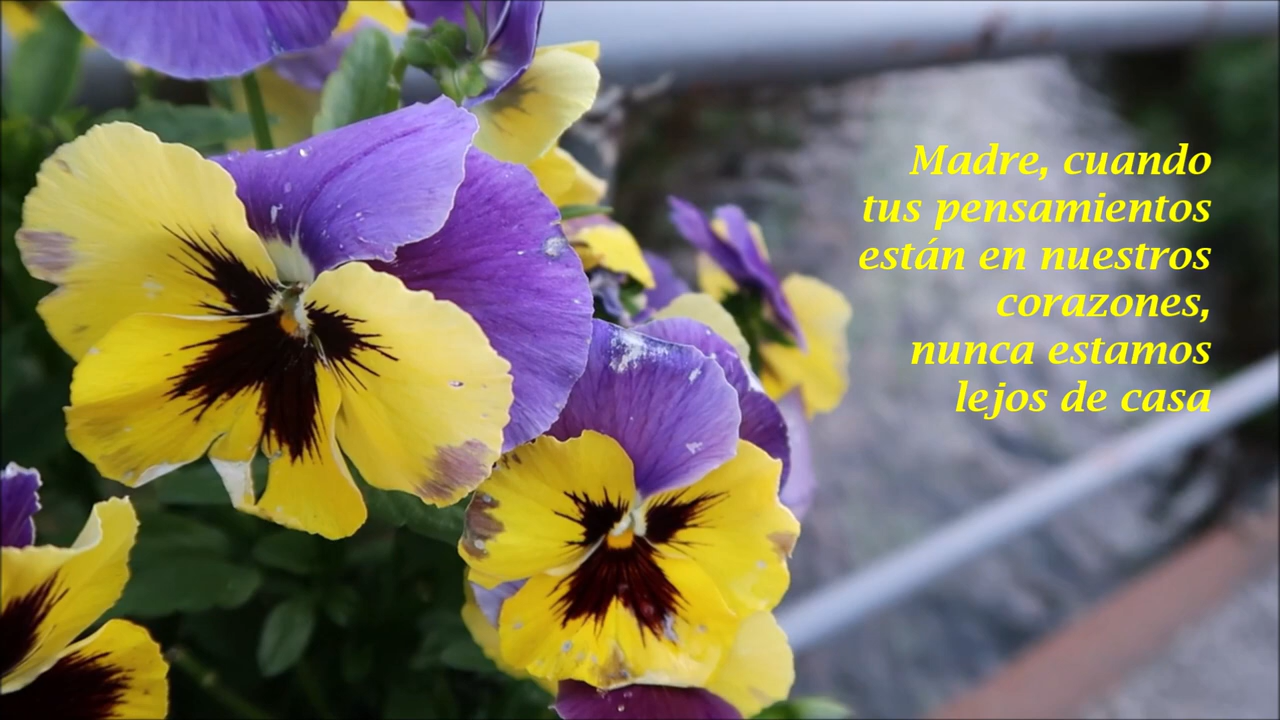 Madre, cuando
tus pensamientos
están en nuestros
corazones,
nunca estamos
lejos de casa